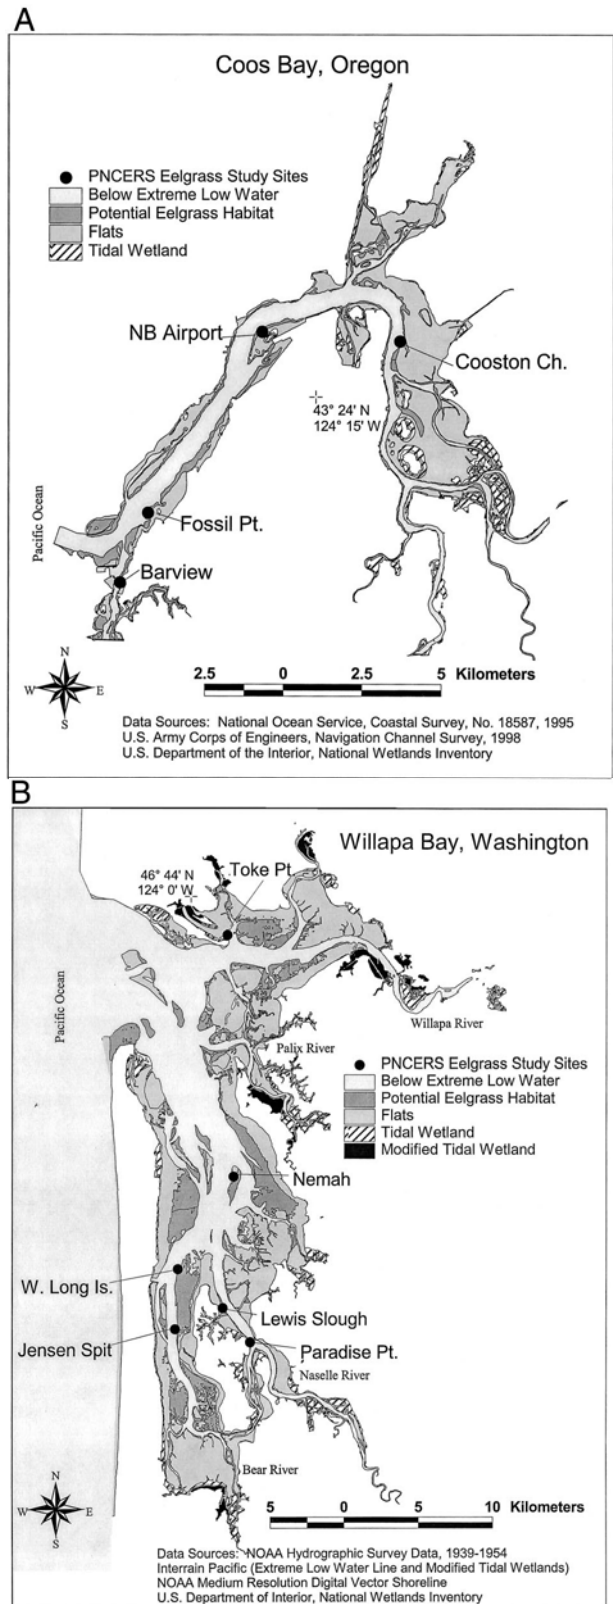 A
Coos Bay, Oregon
PNCERS Eelgrass Study Sites
Below Extreme Low Water
Potential Eelgrass Habitat
Flats
Tidal Wetland
NB Airport
Cooston Ch.
43° 24' N
124° 15' W
Pacific Ocean
Fossil Pt.
Barview
N
W E
S
2.5 0 2.5 5 Kilometers
Data Sources: National Ocean Service, Coastal Survey, No. 18587, 1995
U.S. Army Corps of Engineers, Navigation Channel Survey, 1998
U.S. Department of the Interior, National Wetlands Inventory
B
Willapa Bay, Washington
46° 44' N
124° 0' W
Toke Pt.
Pacific Ocean
Willapa River
Palix River
PNCERS Eelgrass Study Sites
Below Extreme Low Water
Potential Eelgrass Habitat
Flats
Tidal Wetland
Modified Tidal Wetland
Nemah
W. Long Is.
Lewis Slough
Jensen Spit
Paradise Pt.
Naselle River
Bear River
N
W E
S
5 0 5 10 Kilometers
Data Sources: NOAA Hydrographic Survey Data, 1939-1954
Interrain Pacific (Extreme Low Water Line and Modified Tidal Wetlands)
NOAA Medium Resolution Digital Vector Shoreline
U.S. Department of Interior, National Wetlands Inventory